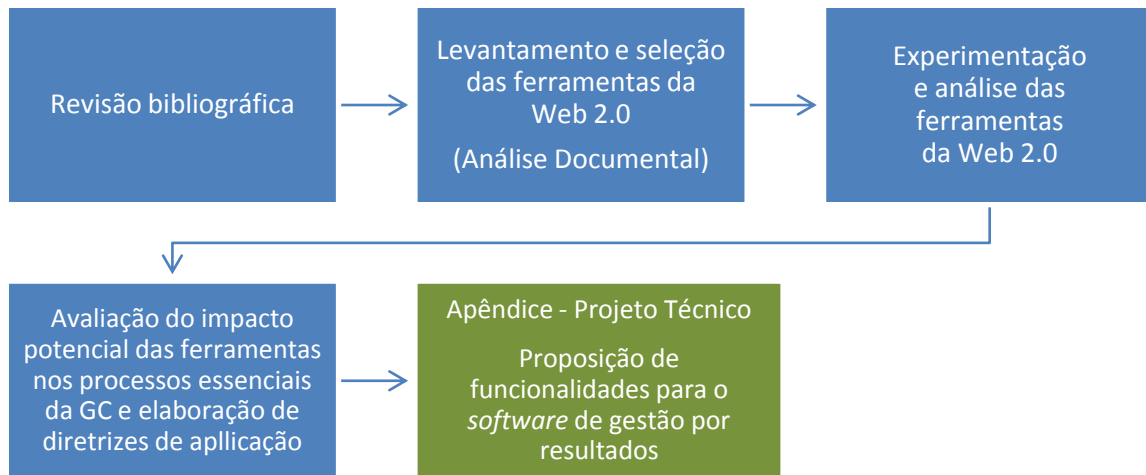 Revisão bibliográfica
Levantamento e seleção
das ferramentas da
Web 2.0
(Análise Documental)
Experimentação
e análise das
ferramentas
da Web 2.0
Avaliação do impacto
potencial das ferramentas
nos processos essenciais
da GC e elaboração de
diretrizes de apllicação
Apêndice - Projeto Técnico
Proposição de
funcionalidades para o
software de gestão por
resultados